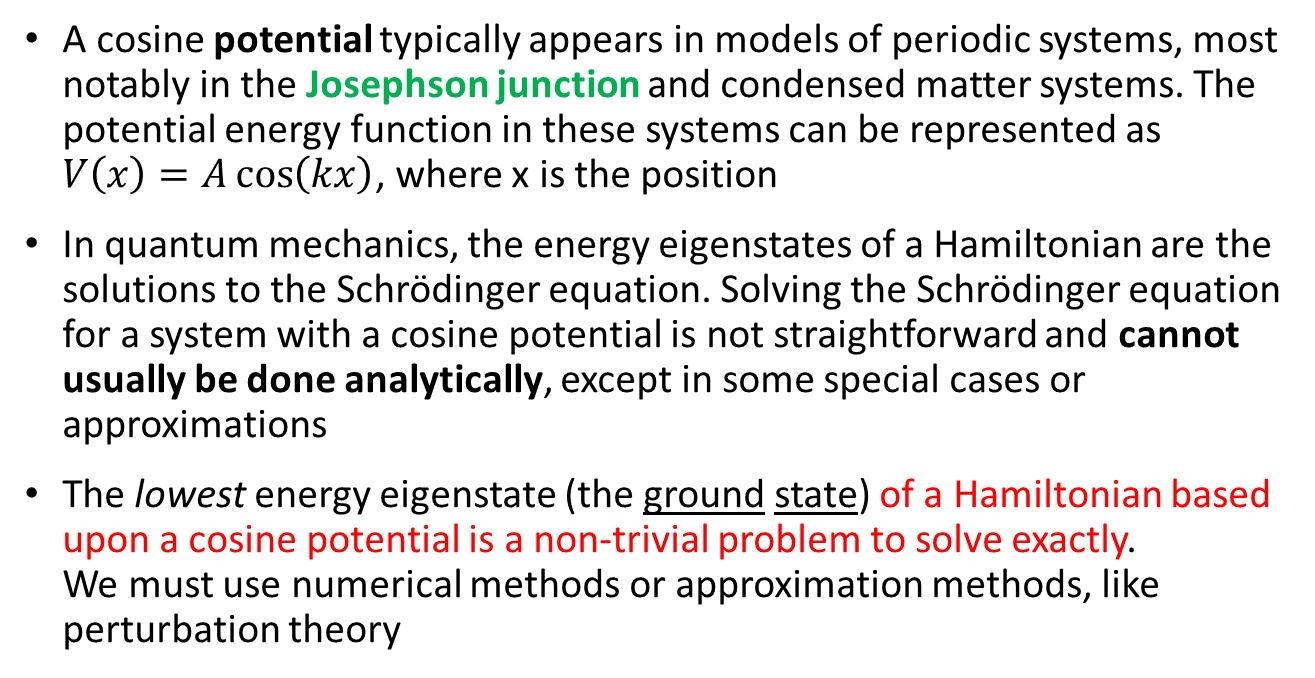 • A cosine potential typically appears in models of periodic systems, most
notably in the Josephson junction and condensed matter systems. The
potential energy function in these systems can be represented as
V(x) = A cos(kx), where x is the position
• In quantum mechanics, the energy eigenstates of a Hamiltonian are the
solutions to the Schrödinger equation. Solving the Schrödinger equation
for a system with a cosine potential is not straightforward and cannot
usually be done analytically, except in some special cases or
approximations
• The lowest energy eigenstate (the ground state) of a Hamiltonian based
upon a cosine potential is a non-trivial problem to solve exactly.
We must use numerical methods or approximation methods, like
perturbation theory